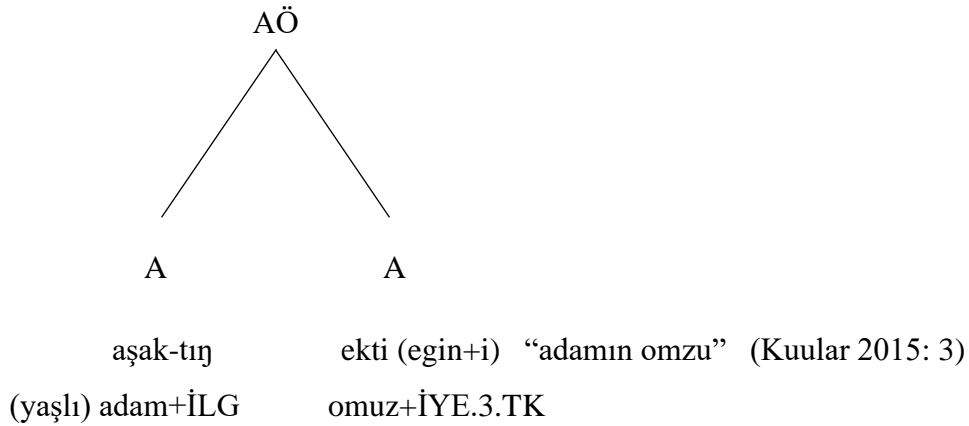 AÖ
A A
aşak-tıŋ ekti (egin+i) “adamın omzu” (Kuular 2015: 3)
(yaşlı) adam+İLG omuz+İYE.3.TK